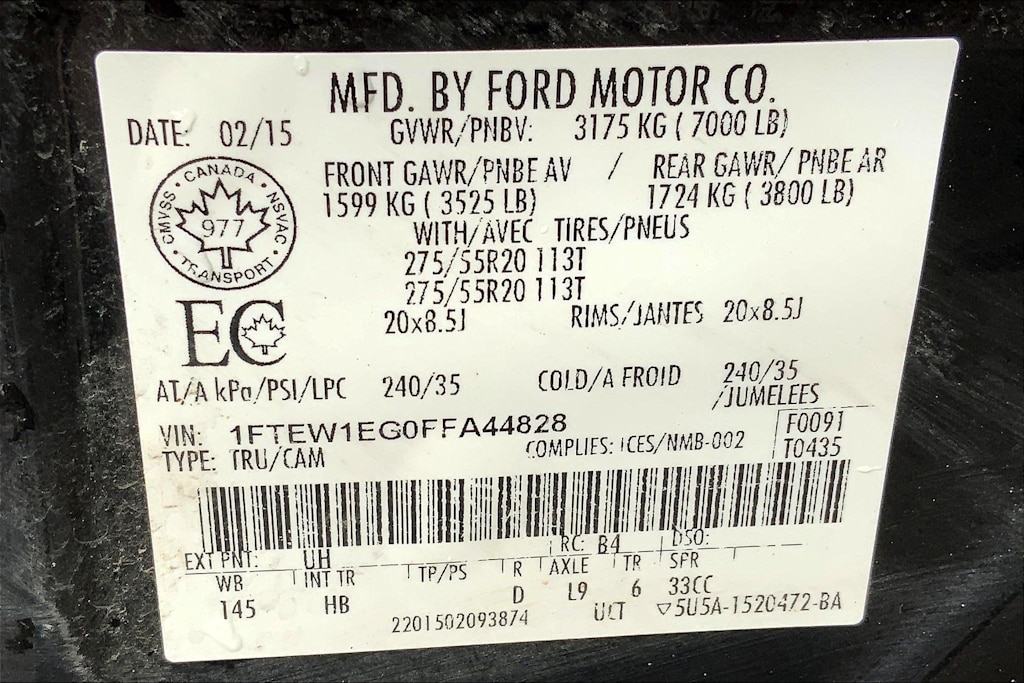 MFD. BY FORD MOTOR CO.
DATE: 02/15 GVWR/PNBV: 3175 KG ( 7000 LB)
FRONT GAWR/PNBE AV / REAR GAWR/ PNBE AR
1599 KG ( 3525 LB) 1724 KG ( 3800 LB)
WITH/AVEC TIRES/PNEUS
275/55R20 113T
275/55R20 113T
20x8.5J RIMS/JANTES 20x8.5J
CANADA
CMVSS NSVAC
977
TRANSPORT
EC
AT/A kPa/PSI/LPC 240/35 COLD/A FROID 240/35
/JUMELEES
VIN: 1FTEW1EG0FFA44828 F0091
TYPE: TRU/CAM COMPLIES: ICES/NMB-002 T0435
EXT PNT: UH RC: B4 DSO:
WB INT TR TP/PS R AXLE TR SPR
145 HB D L9 6 33CC
2201502093874 ULT ▽5U5A-1520472-BA